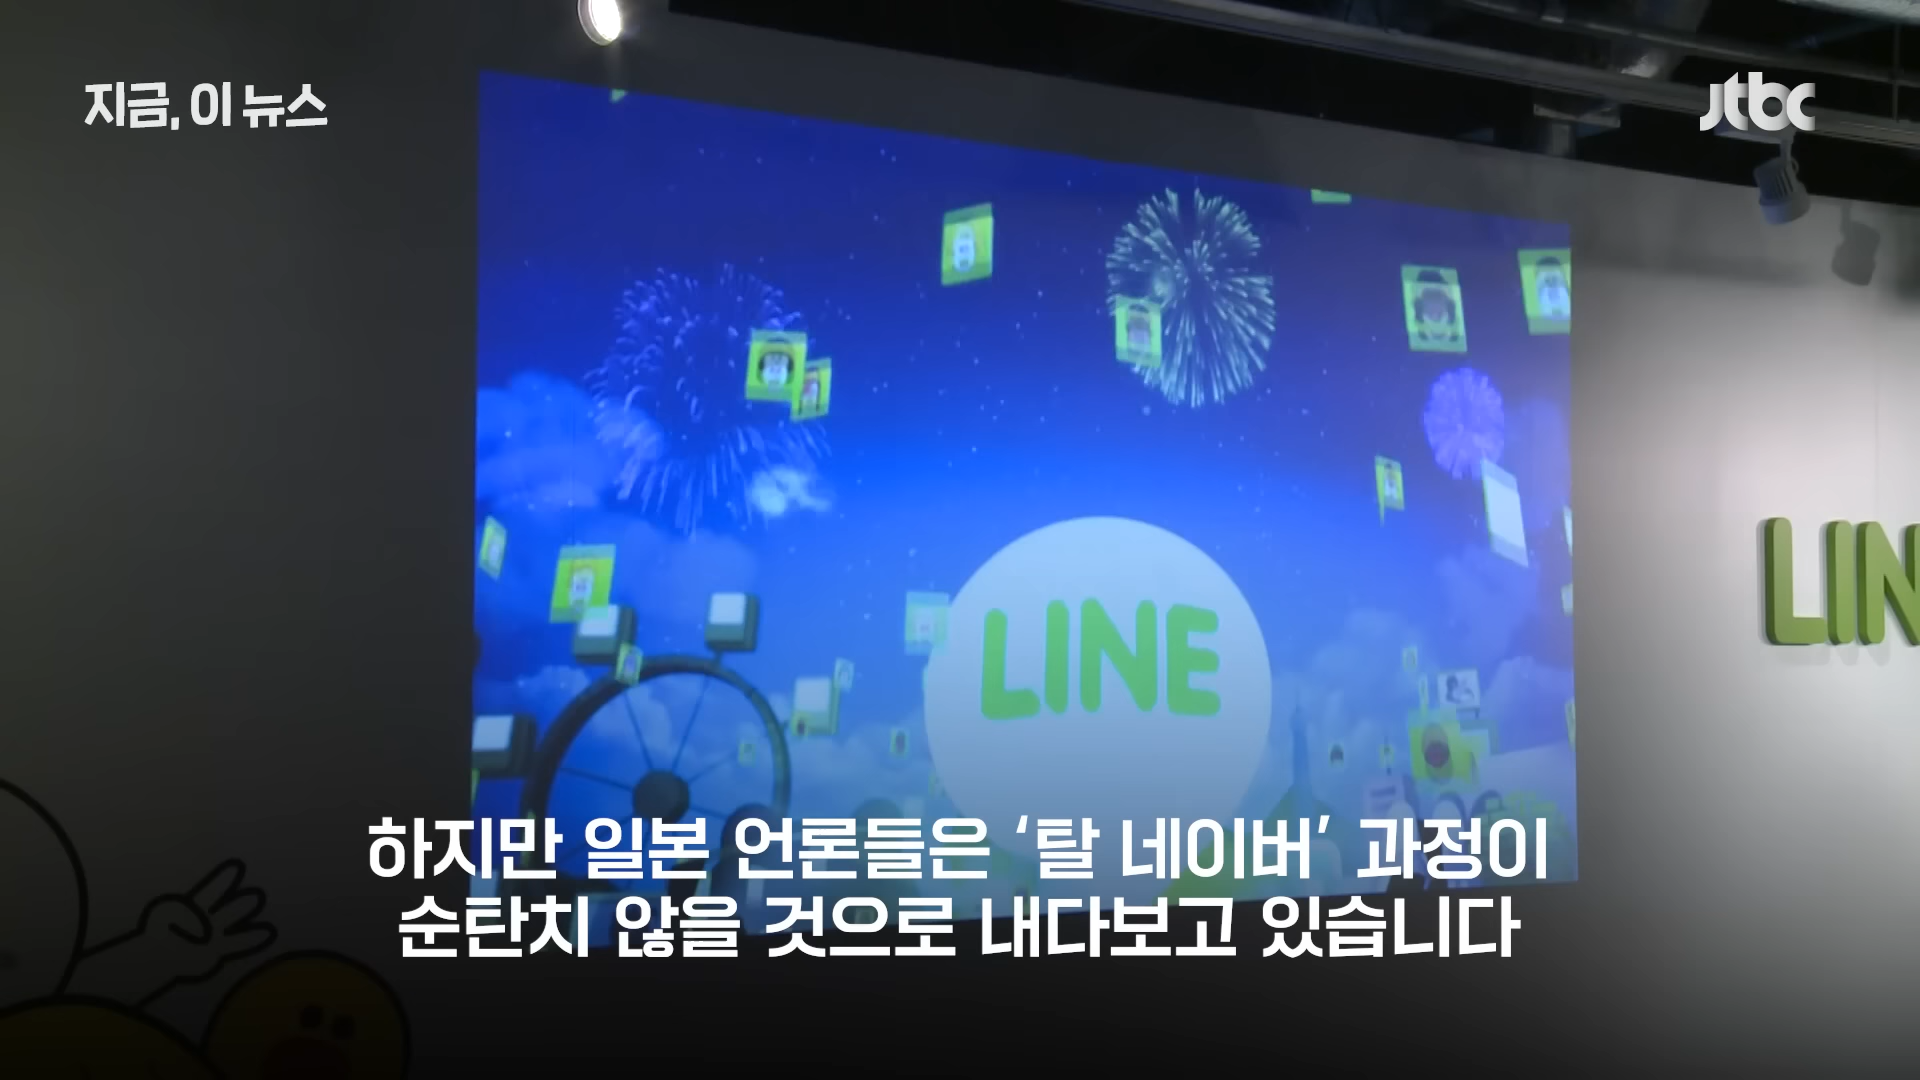 지금, 이 뉴스
jtbc
LINE
LIN
하지만 일본 언론들은 ‘탈 네이버’ 과정이
순탄치 않을 것으로 내다보고 있습니다